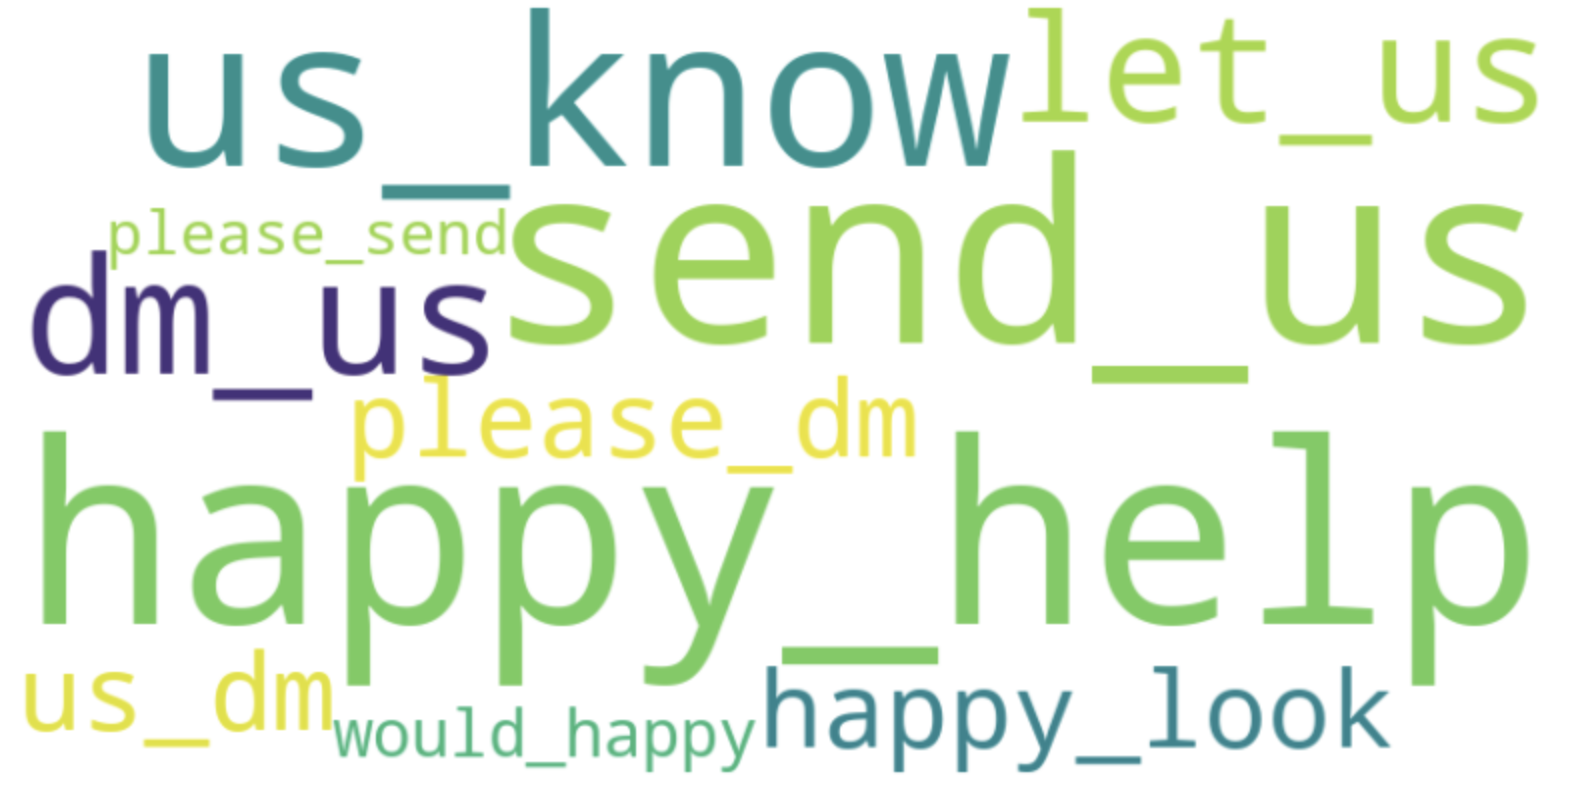 us_know let_us
please_send send_us
dm_us
please_dm
happy_help
us_dm would_happy happy_look